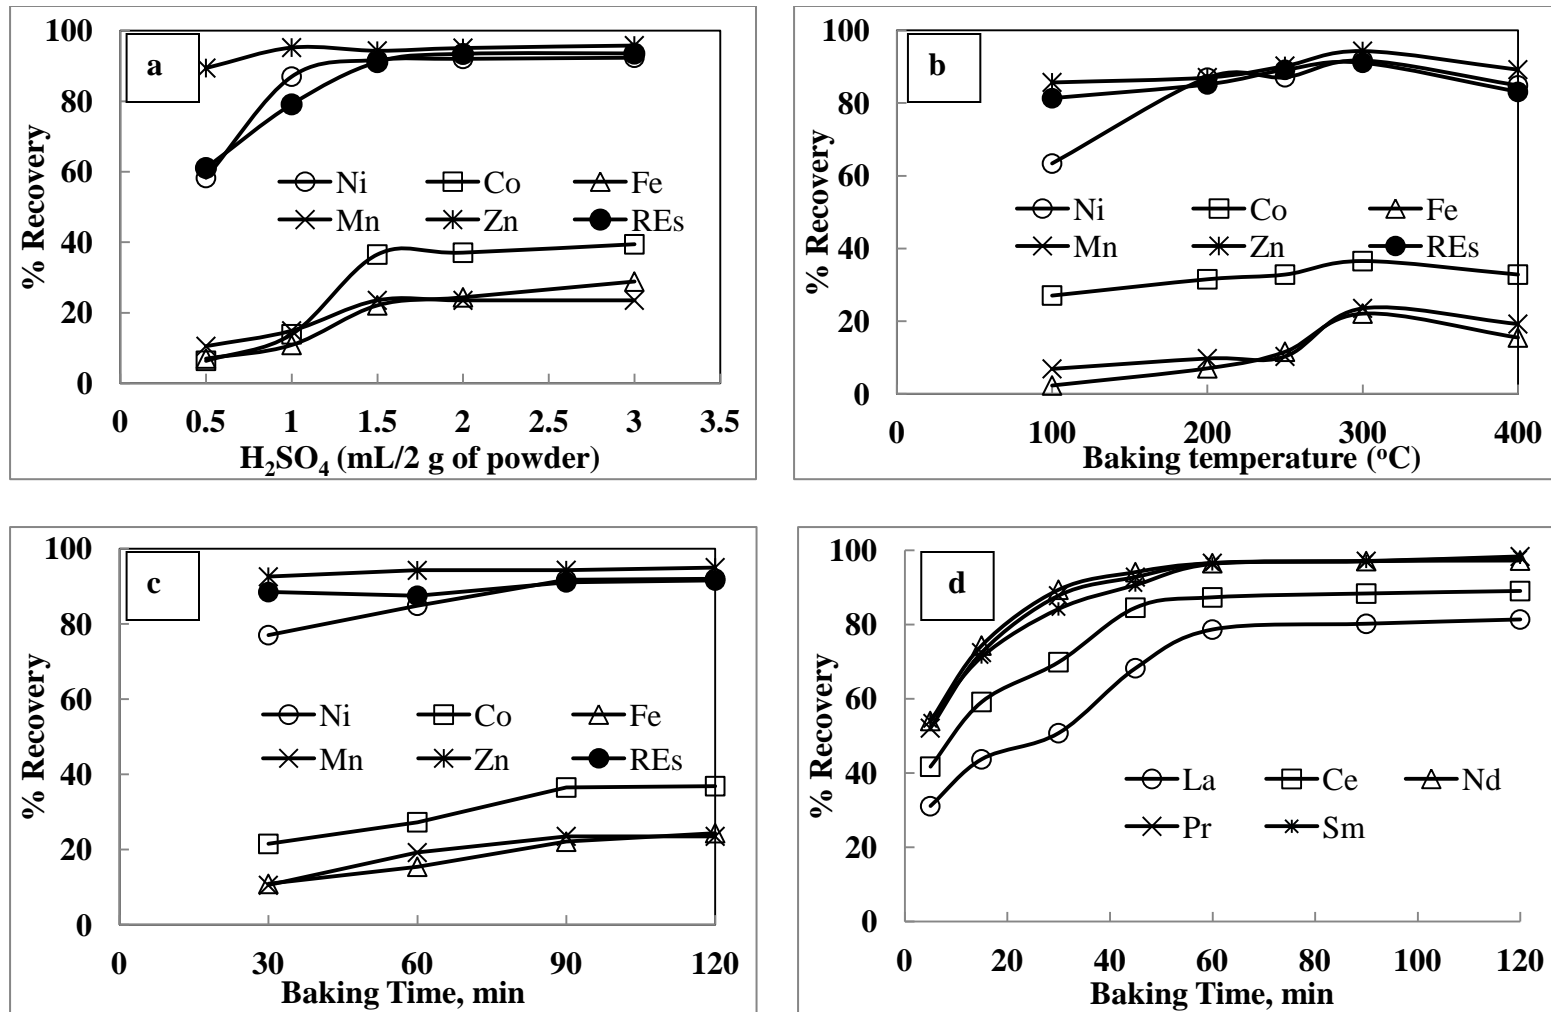 a
100
80
60
40
20
0
% Recovery
Ni Co Fe
Mn Zn REs
0 0.5 1 1.5 2 2.5 3 3.5
H₂SO₄ (mL/2 g of powder)
b
100
80
60
40
20
0
% Recovery
Ni Co Fe
Mn Zn REs
0 100 200 300 400
Baking temperature (°C)
c
100
80
60
40
20
0
% Recovery
Ni Co Fe
Mn Zn REs
0 30 60 90 120
Baking Time, min
d
100
80
60
40
20
0
% Recovery
La Ce Nd
Pr Sm
0 20 40 60 80 100 120
Baking Time, min